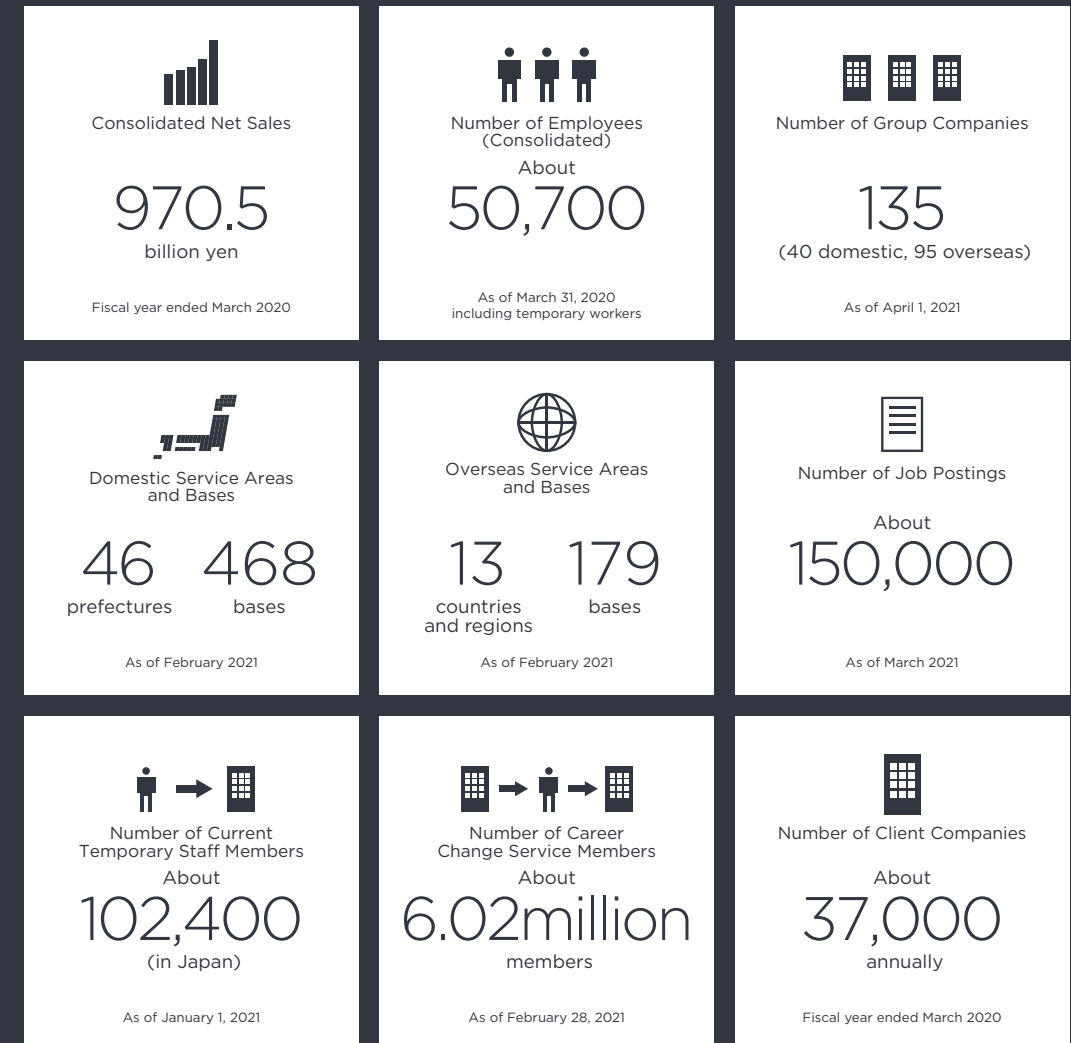 Consolidated Net Sales
970.5
billion yen
Fiscal year ended March 2020
Number of Employees
(Consolidated)
About
50,700
As of March 31, 2020
including temporary workers
Number of Group Companies
135
(40 domestic, 95 overseas)
As of April 1, 2021
Domestic Service Areas
and Bases
46 468
prefectures bases
As of February 2021
Overseas Service Areas
and Bases
13 179
countries bases
and regions
As of February 2021
Number of Job Postings
About
150,000
As of March 2021
Number of Current
Temporary Staff Members
About
102,400
(in Japan)
As of January 1, 2021
Number of Career
Change Service Members
About
6.02million
members
As of February 28, 2021
Number of Client Companies
About
37,000
annually
Fiscal year ended March 2020